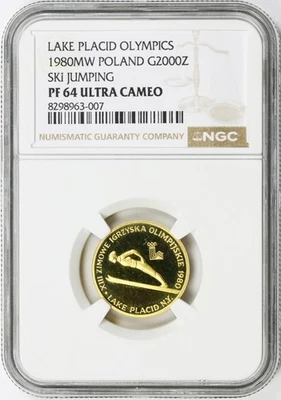 LAKE PLACID OLYMPICS
1980MW POLAND G2000Z
SKI JUMPING
PF 64 ULTRA CAMEO
8298963-007
NUMISMATIC GUARANTY COMPANY
NGC
XIII ZIMOWE IGRZYSKA OLIMPIJSKIE 1980
• LAKE PLACID N.Y. •